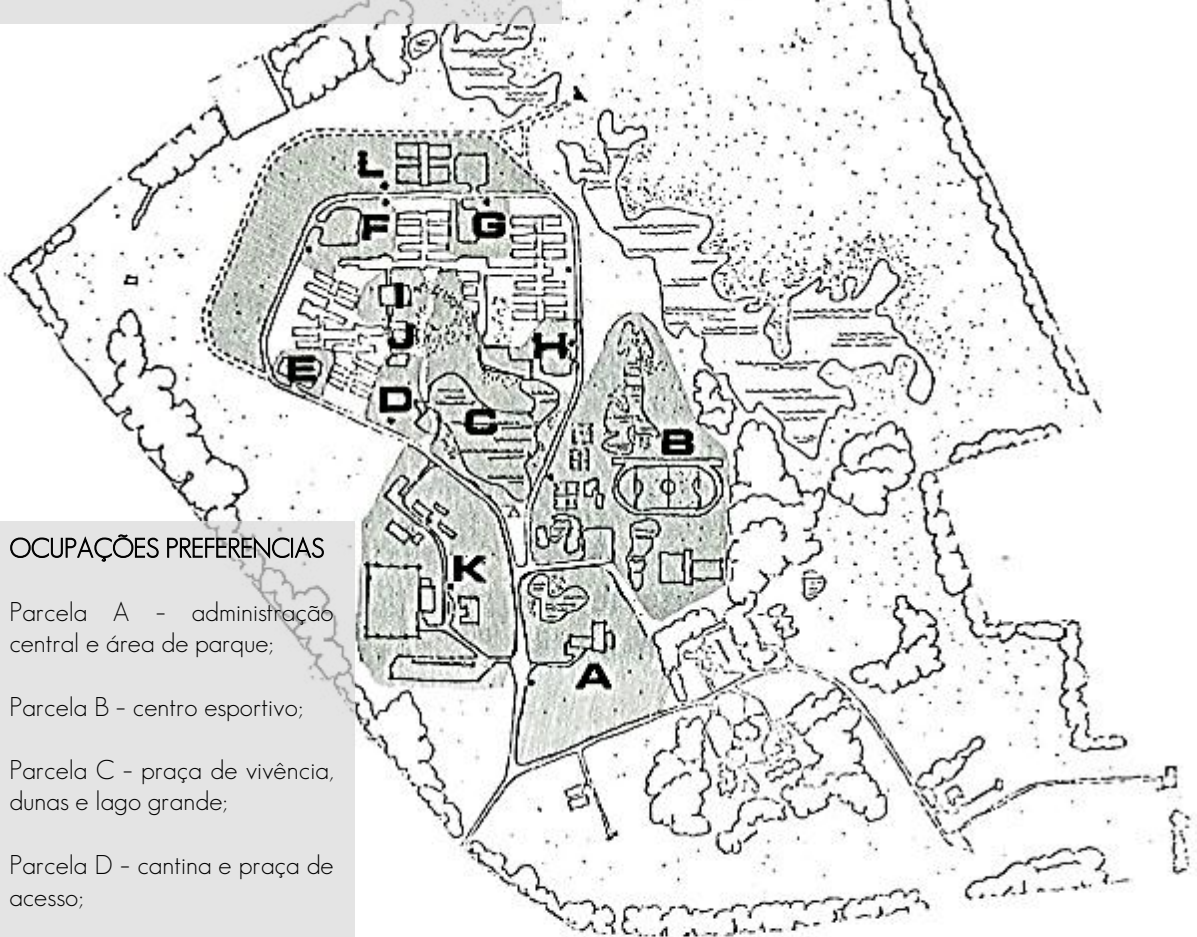 L
F
G
I
J
H
E
D
C
B
K
A
OCUPAÇÕES PREFERENCIAS
Parcela A – administração
central e área de parque;
Parcela B – centro esportivo;
Parcela C – praça de vivência,
dunas e lago grande;
Parcela D – cantina e praça de
acesso;